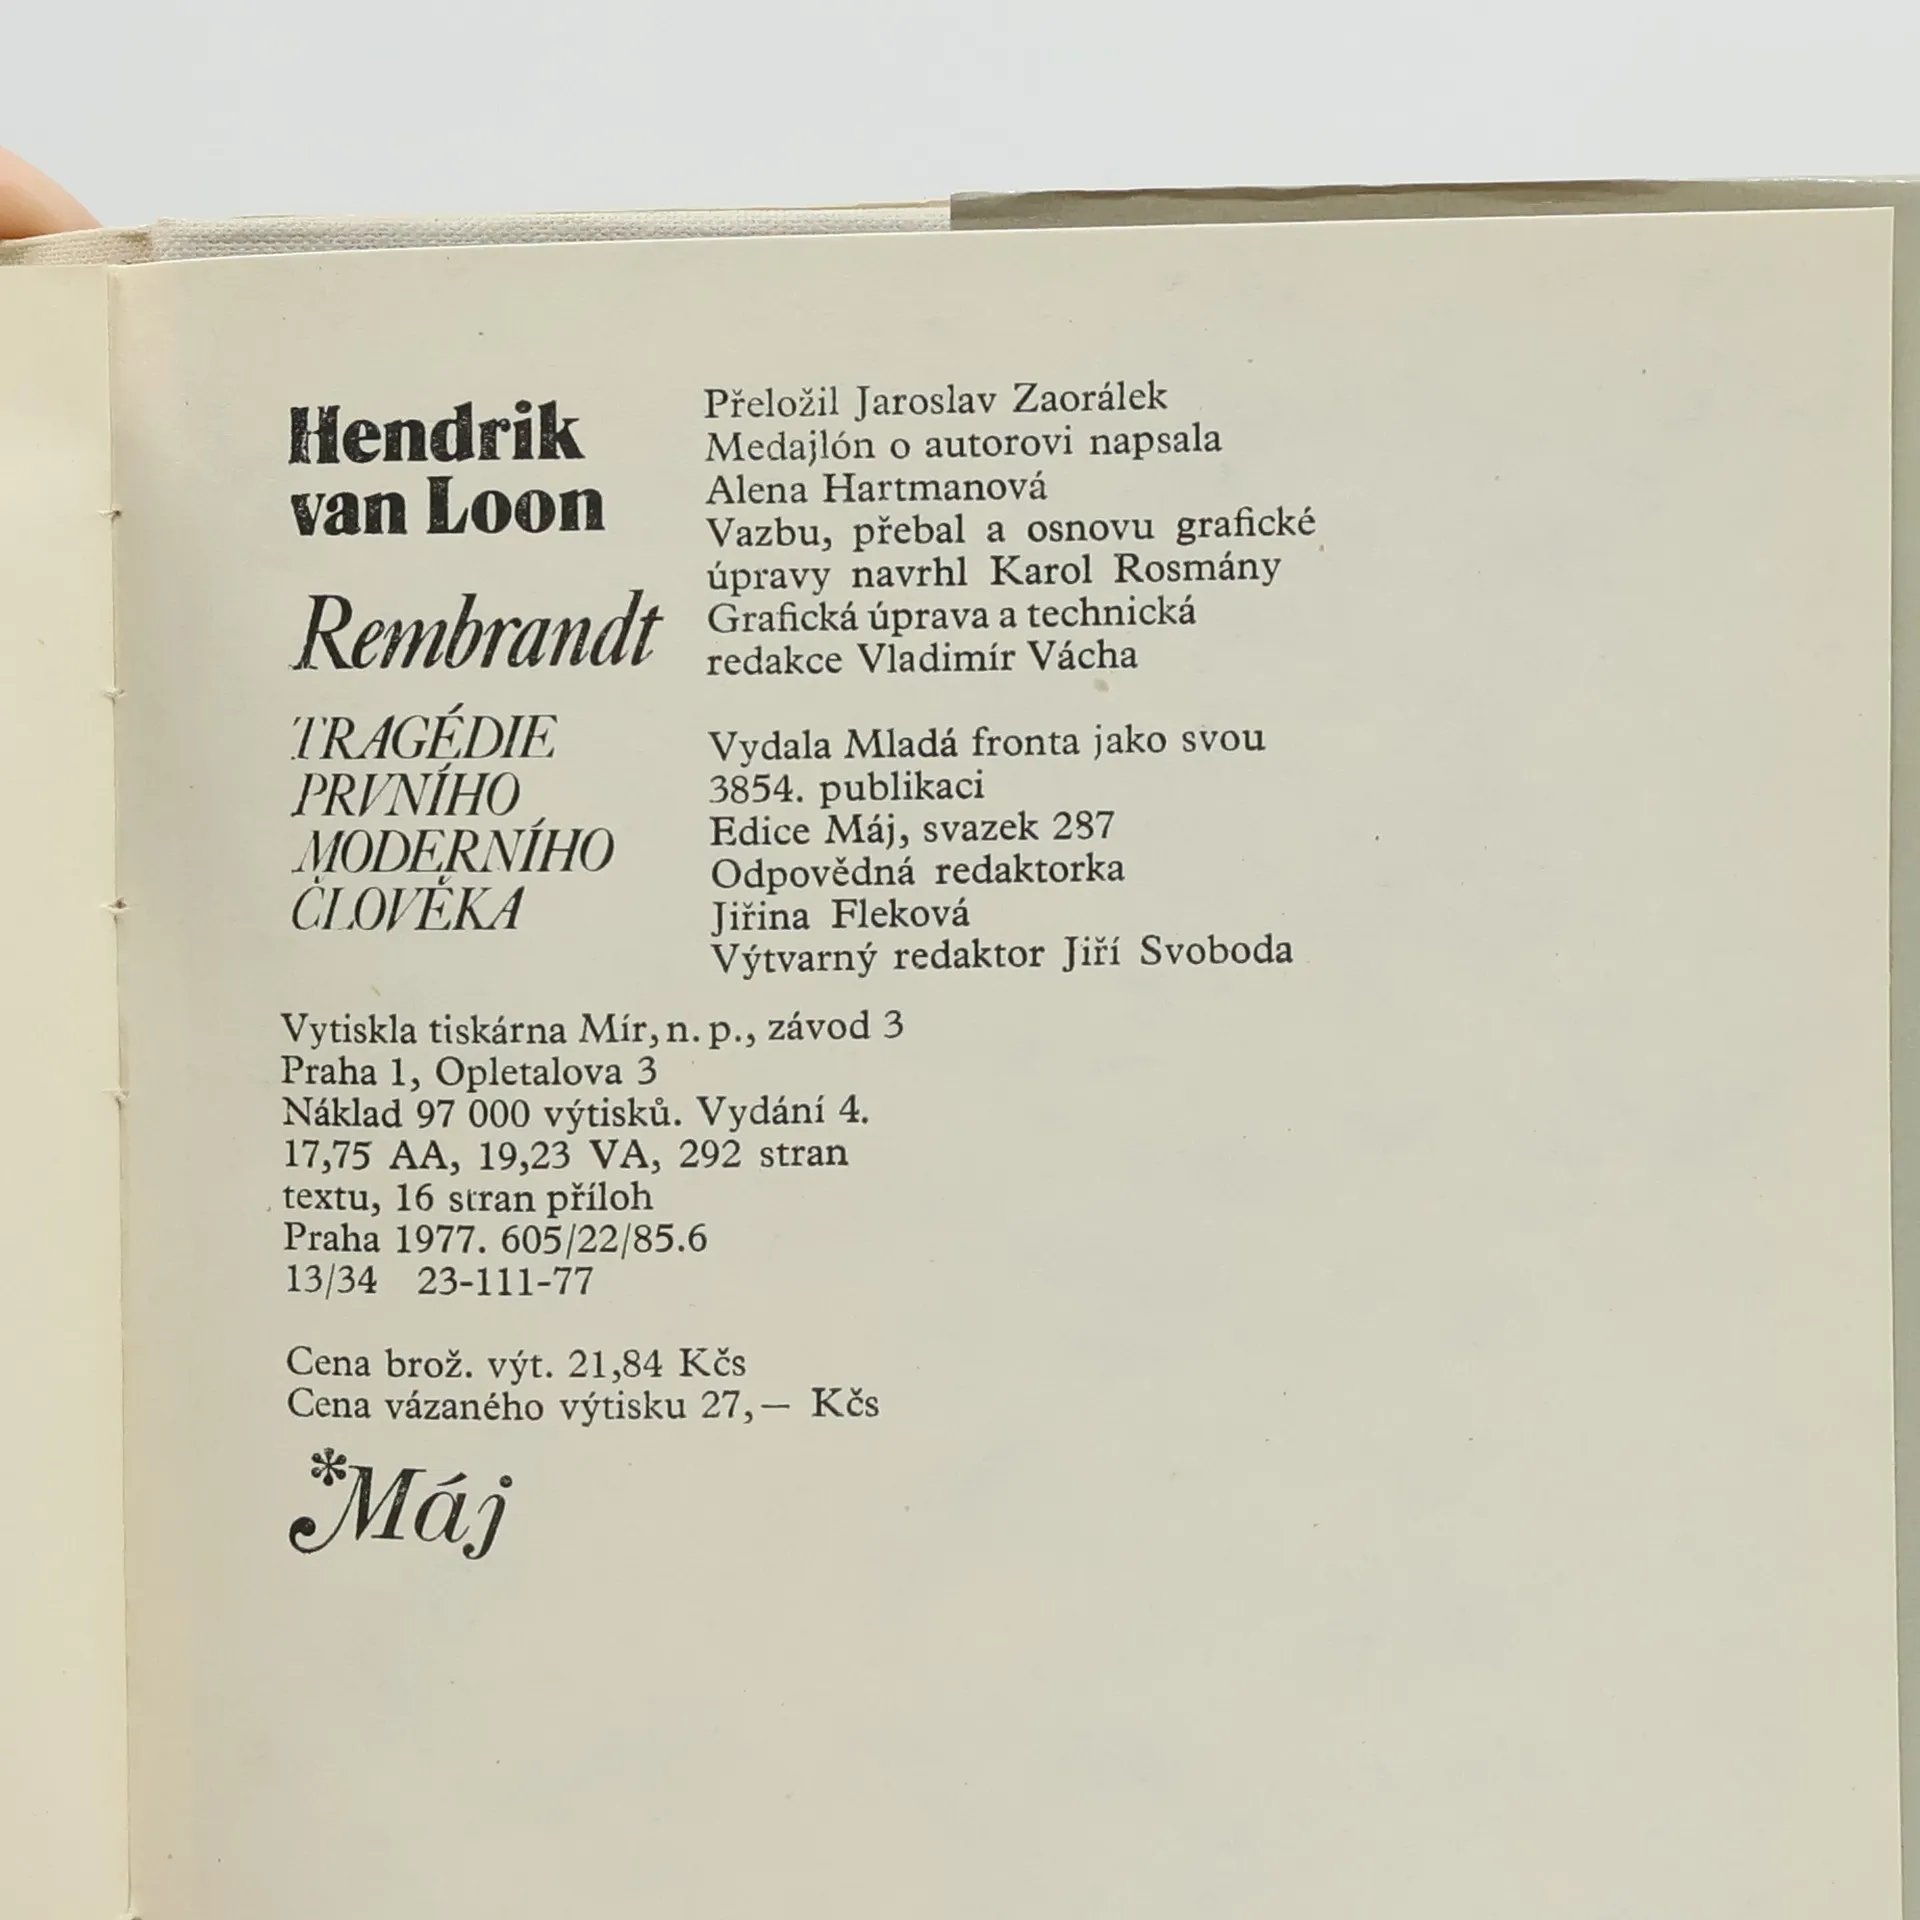 Hendrik
van Loon
Rembrandt
TRAGÉDIE
PRVNÍHO
MODERNÍHO
ČLOVĚKA
Přeložil Jaroslav Zaorálek
Medajlón o autorovi napsala
Alena Hartmanová
Vazbu, přebal a osnovu grafické
úpravy navrhl Karol Rosmány
Grafická úprava a technická
redakce Vladimír Vácha
Vydala Mladá fronta jako svou
3854. publikaci
Edice Máj, svazek 287
Odpovědná redaktorka
Jiřina Fleková
Výtvarný redaktor Jiří Svoboda
Vytiskla tiskárna Mír, n. p., závod 3
Praha 1, Opletalova 3
Náklad 97 000 výtisků. Vydání 4.
17,75 AA, 19,23 VA, 292 stran
textu, 16 stran příloh
Praha 1977. 605/22/85.6
13/34 23-111-77
Cena brož. výt. 21,84 Kčs
Cena vázaného výtisku 27,— Kčs
*Máj